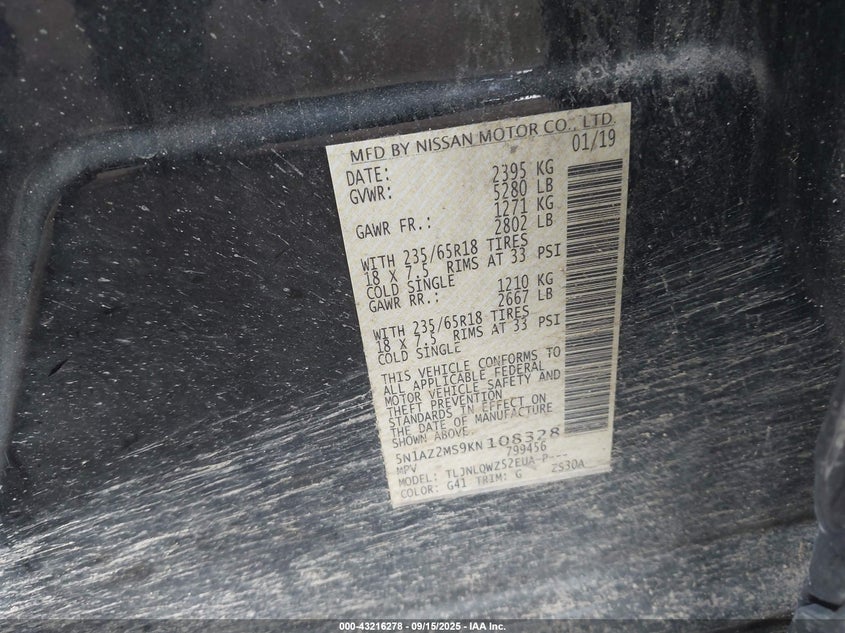 MFD BY NISSAN MOTOR CO., LTD.
DATE: 01/19
GVWR: 2395 KG
5280 LB
GAWR FR.: 1271 KG
2802 LB
WITH 235/65R18 TIRES
18 X 7.5 RIMS AT 33 PSI
COLD SINGLE
GAWR RR.: 1210 KG
2667 LB
WITH 235/65R18 TIRES
18 X 7.5 RIMS AT 33 PSI
COLD SINGLE
THIS VEHICLE CONFORMS TO
ALL APPLICABLE FEDERAL
MOTOR VEHICLE SAFETY AND
THEFT PREVENTION
STANDARDS IN EFFECT ON
THE DATE OF MANUFACTURE
SHOWN ABOVE.
5N1AZ2MS9KN108328
MPV 799456
MODEL: TLJNLQWZS2EUA-P---
COLOR: G41 TRIM: G ZS30A
000-43216278 - 09/15/2025 - IAA Inc.